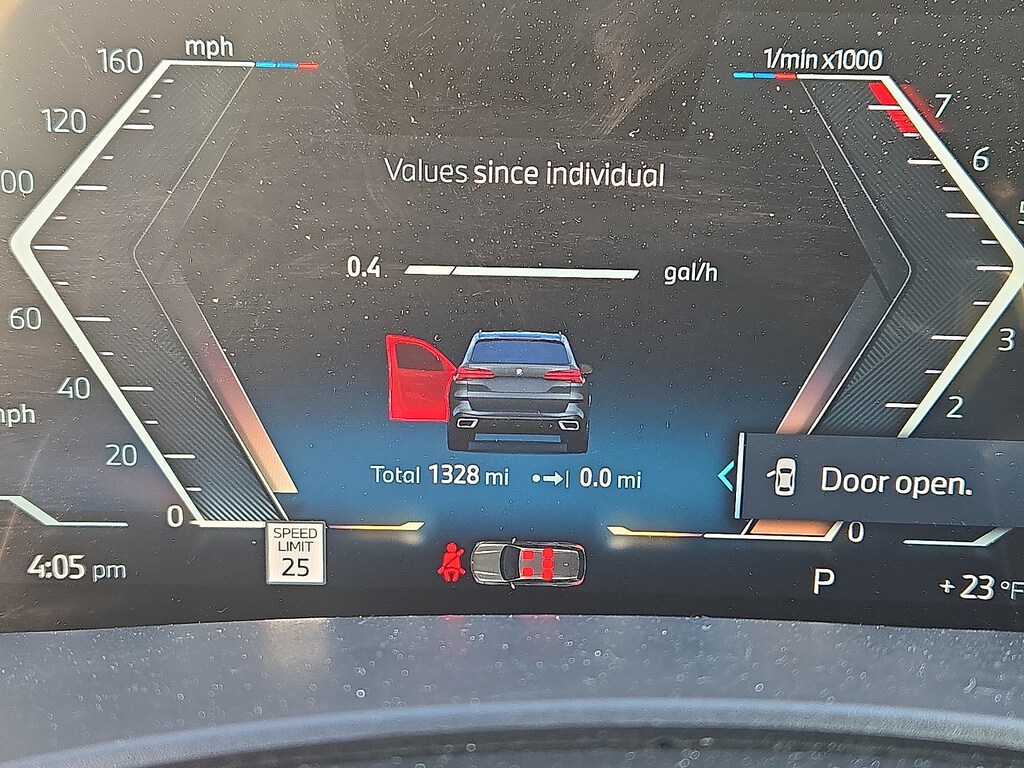 160 mph
1/min x1000
7
120
6
Values since individual
00
5
0.4 gal/h
60
3
40
mph
2
20
Total 1328 mi 0.0 mi
Door open.
0
0
SPEED
LIMIT
25
4:05 pm
P
+23 °F